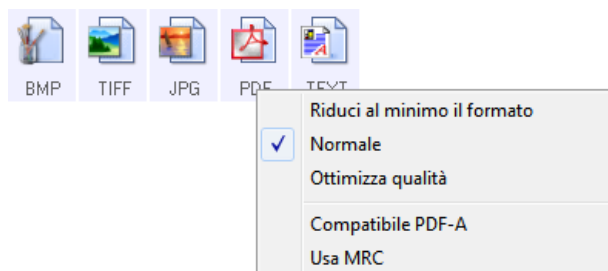 BMP TIFF JPG PDF TEXT
Riduci al minimo il formato
Normale
Ottimizza qualità
Compatibile PDF-A
Usa MRC